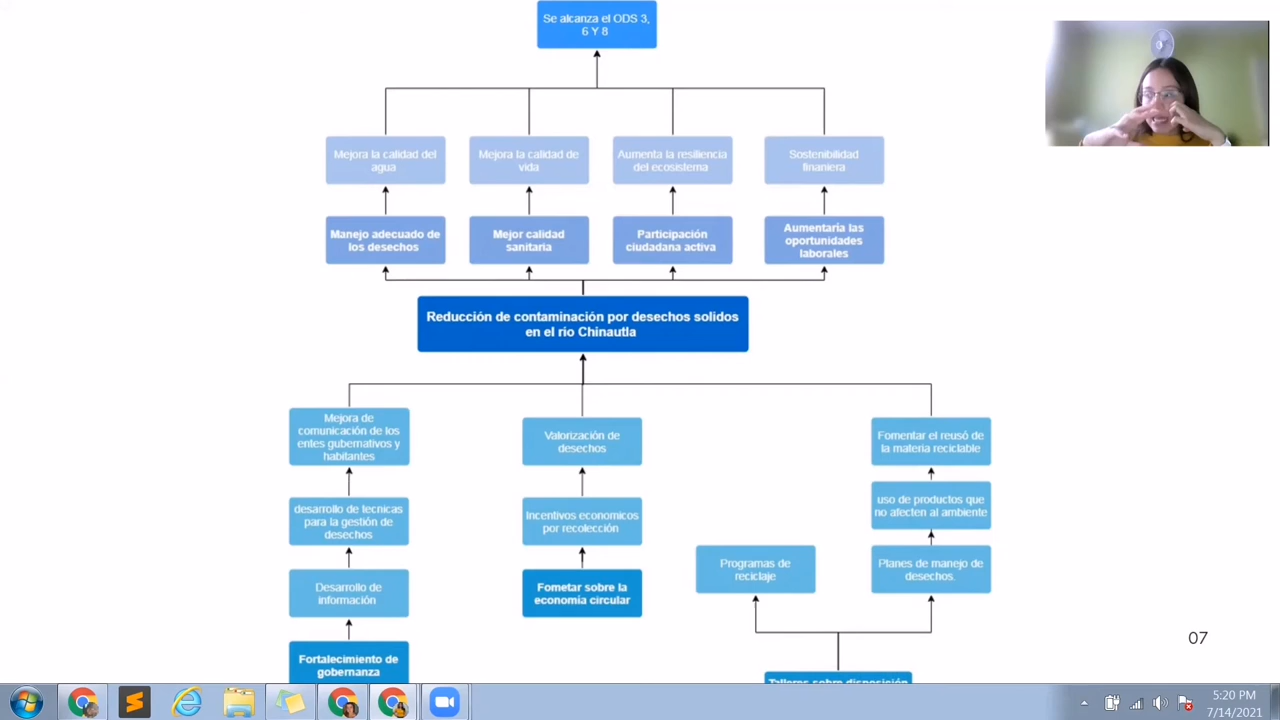 Se alcanza el ODS 3,
6 Y 8
Mejora la calidad del
agua
Mejora la calidad de
vida
Aumenta la resiliencia
del ecosistema
Sostenibilidad
finaniera
Manejo adecuado de
los desechos
Mejor calidad
sanitaria
Participación
ciudadana activa
Aumentaría las
oportunidades
laborales
Reducción de contaminación por desechos solidos
en el río Chinautla
Mejora de
comunicación de los
entes gubernativos y
habitantes
Valorización de
desechos
Fomentar el reusó de
la materia reciclable
desarrollo de tecnicas
para la gestión de
desechos
Incentivos economicos
por recolección
uso de productos que
no afecten al ambiente
Desarrollo de
información
Fometar sobre la
economía circular
Programas de
reciclaje
Planes de manejo de
desechos.
Fortalecimiento de
gobernanza
Talleres sobre disposición
07
5:20 PM
7/14/2021